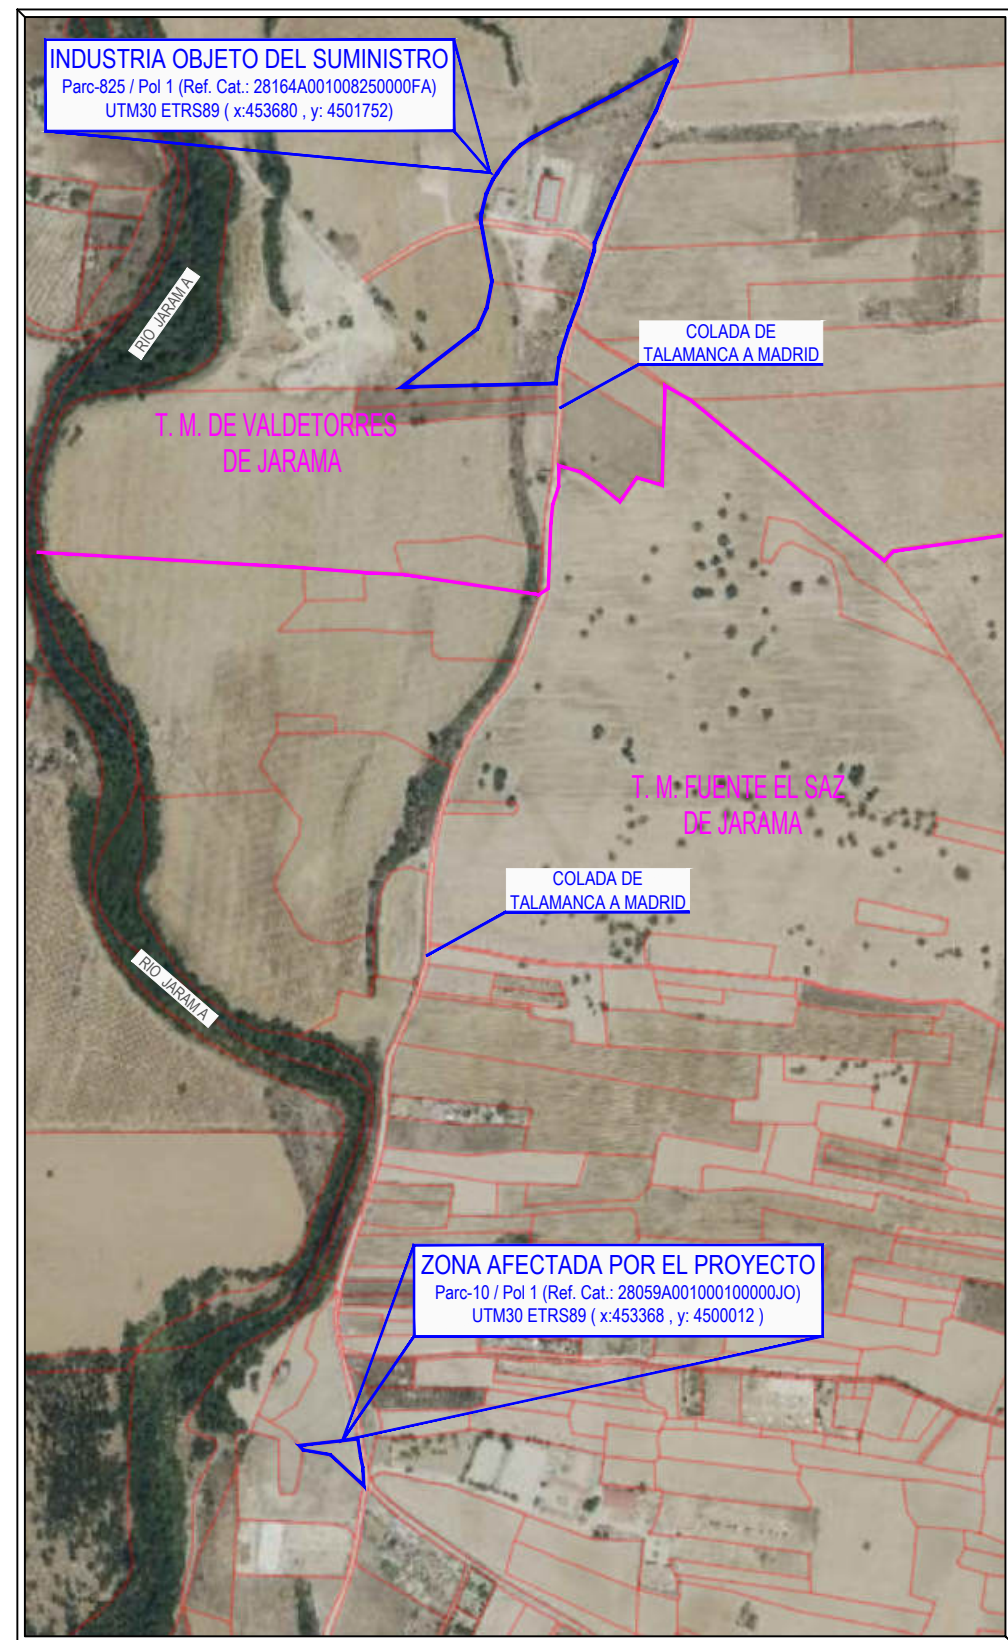 INDUSTRIA OBJETO DEL SUMINISTRO
Parc-825 / Pol 1 (Ref. Cat.: 28164A001008250000FA)
UTM30 ETRS89 ( x:453680 , y: 4501752)
RIO JARAMA
COLADA DE
TALAMANCA A MADRID
T. M. DE VALDETORRES
DE JARAMA
T. M. FUENTE EL SAZ
DE JARAMA
COLADA DE
TALAMANCA A MADRID
RIO JARAMA
ZONA AFECTADA POR EL PROYECTO
Parc-10 / Pol 1 (Ref. Cat.: 28059A001000100000JO)
UTM30 ETRS89 ( x:453368 , y: 4500012 )